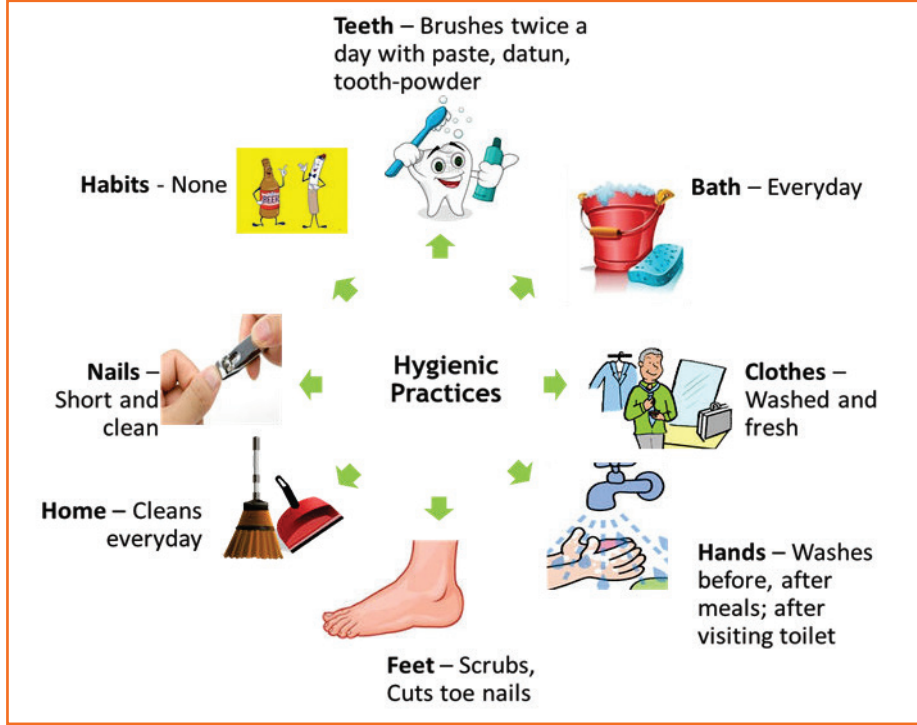 Teeth – Brushes twice a
day with paste, datun,
tooth-powder
Habits - None
BEER
Bath – Everyday
Nails –
Short and
clean
Hygienic
Practices
Clothes –
Washed and
fresh
Home – Cleans
everyday
Hands – Washes
before, after
meals; after
visiting toilet
Feet – Scrubs,
Cuts toe nails